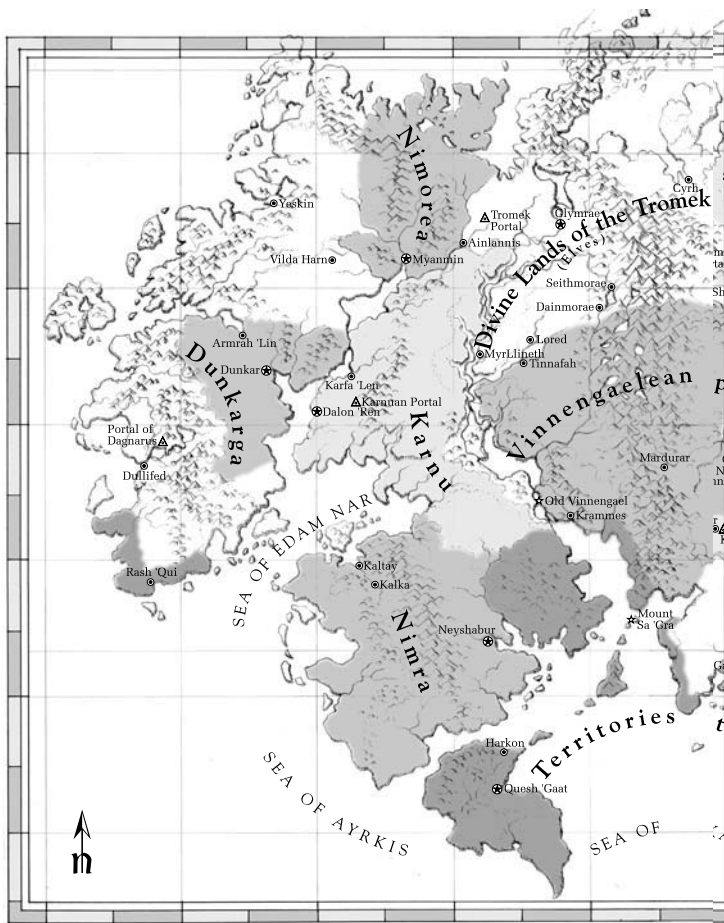 Nimorea
Cyrh
Yaskin
Tromek
Portal
Glymrae
Divine Lands of the Tromek
(Elves)
Ainlannis
Vilda Harn
Myanmin
Seithmorae
Dainmorae
Armrah 'Lin
Lored
MyrLlineth
Tinnafah
Dunkarga
Dunkar
Karfa 'Len
Karnuan Portal
Dalon 'Ren
Karnu
Vinnengaelean
Portal of
Dagnarus
Dullifed
Mardurar
Old Vinnengael
Krammes
SEA OF EDAM NAR
Rash 'Qui
Kaltay
Kalka
Nimra
Neyshabur
Mount
Sa 'Gra
Territories
Harkon
Quesh 'Gaat
SEA OF AYRKIS
SEA OF
n